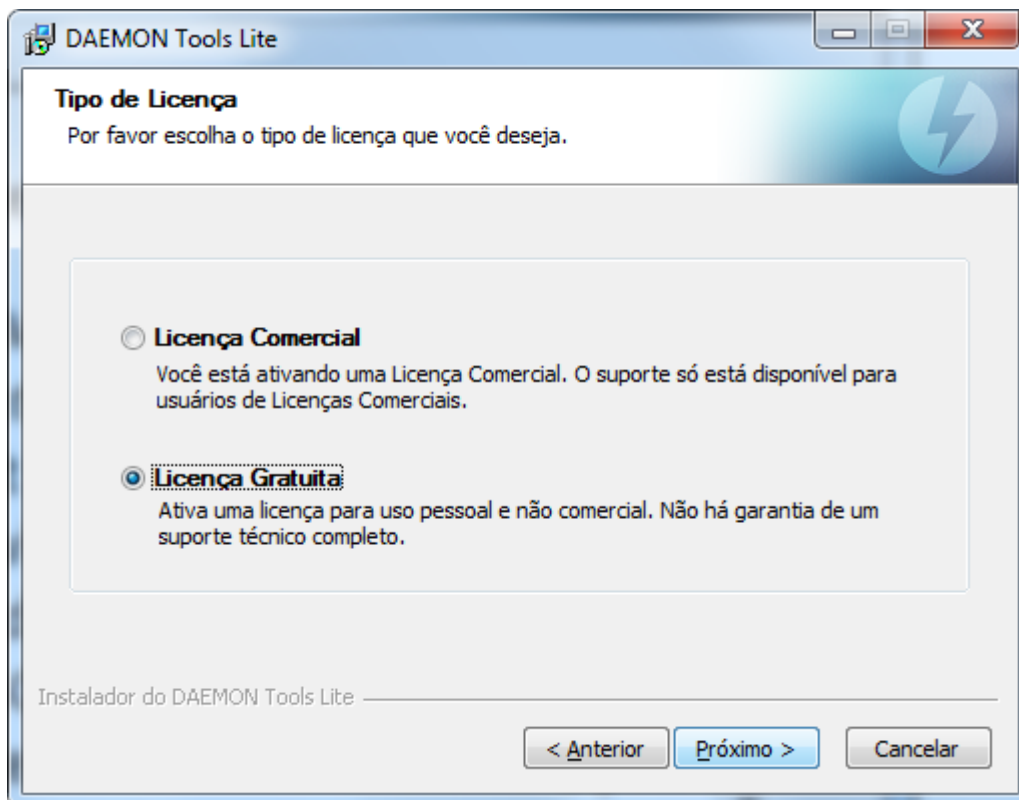 DAEMON Tools Lite
Tipo de Licença
Por favor escolha o tipo de licença que você deseja.
Licença Comercial
Você está ativando uma Licença Comercial. O suporte só está disponível para
usuários de Licenças Comerciais.
Licença Gratuita
Ativa uma licença para uso pessoal e não comercial. Não há garantia de um
suporte técnico completo.
Instalador do DAEMON Tools Lite
< Anterior
Próximo >
Cancelar